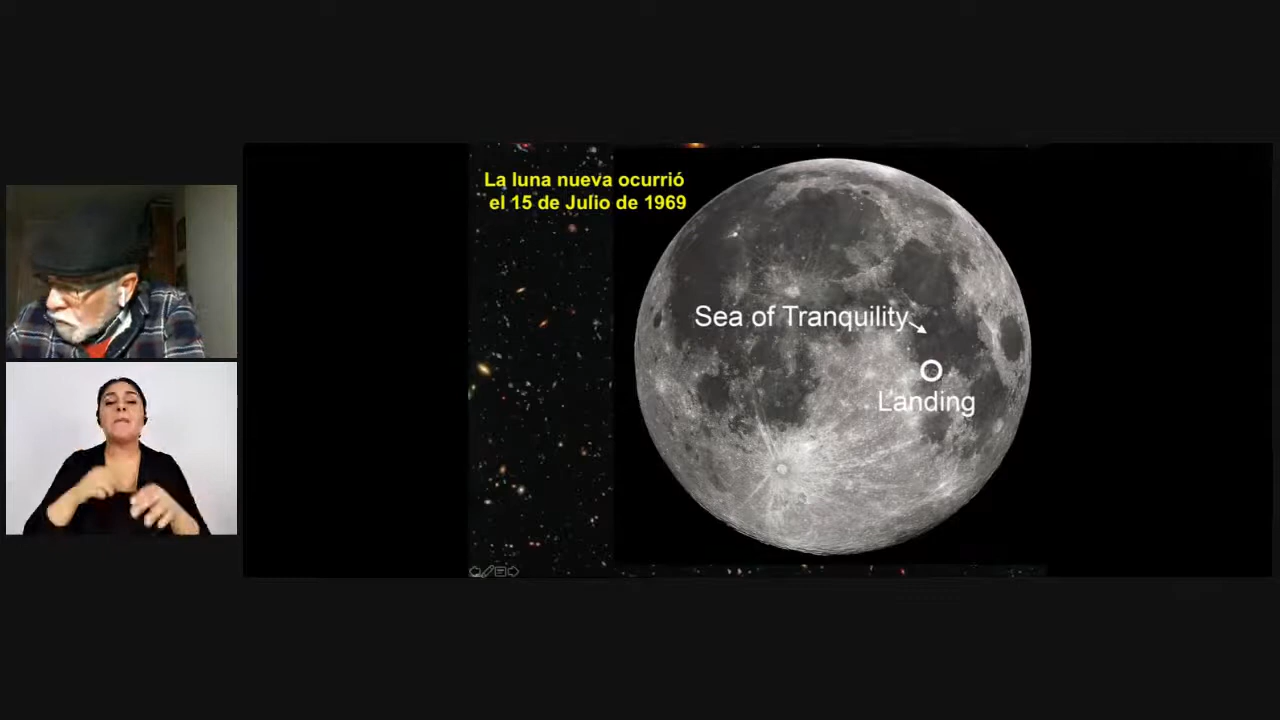 La luna nueva ocurrió
el 15 de Julio de 1969
Sea of Tranquility
Landing